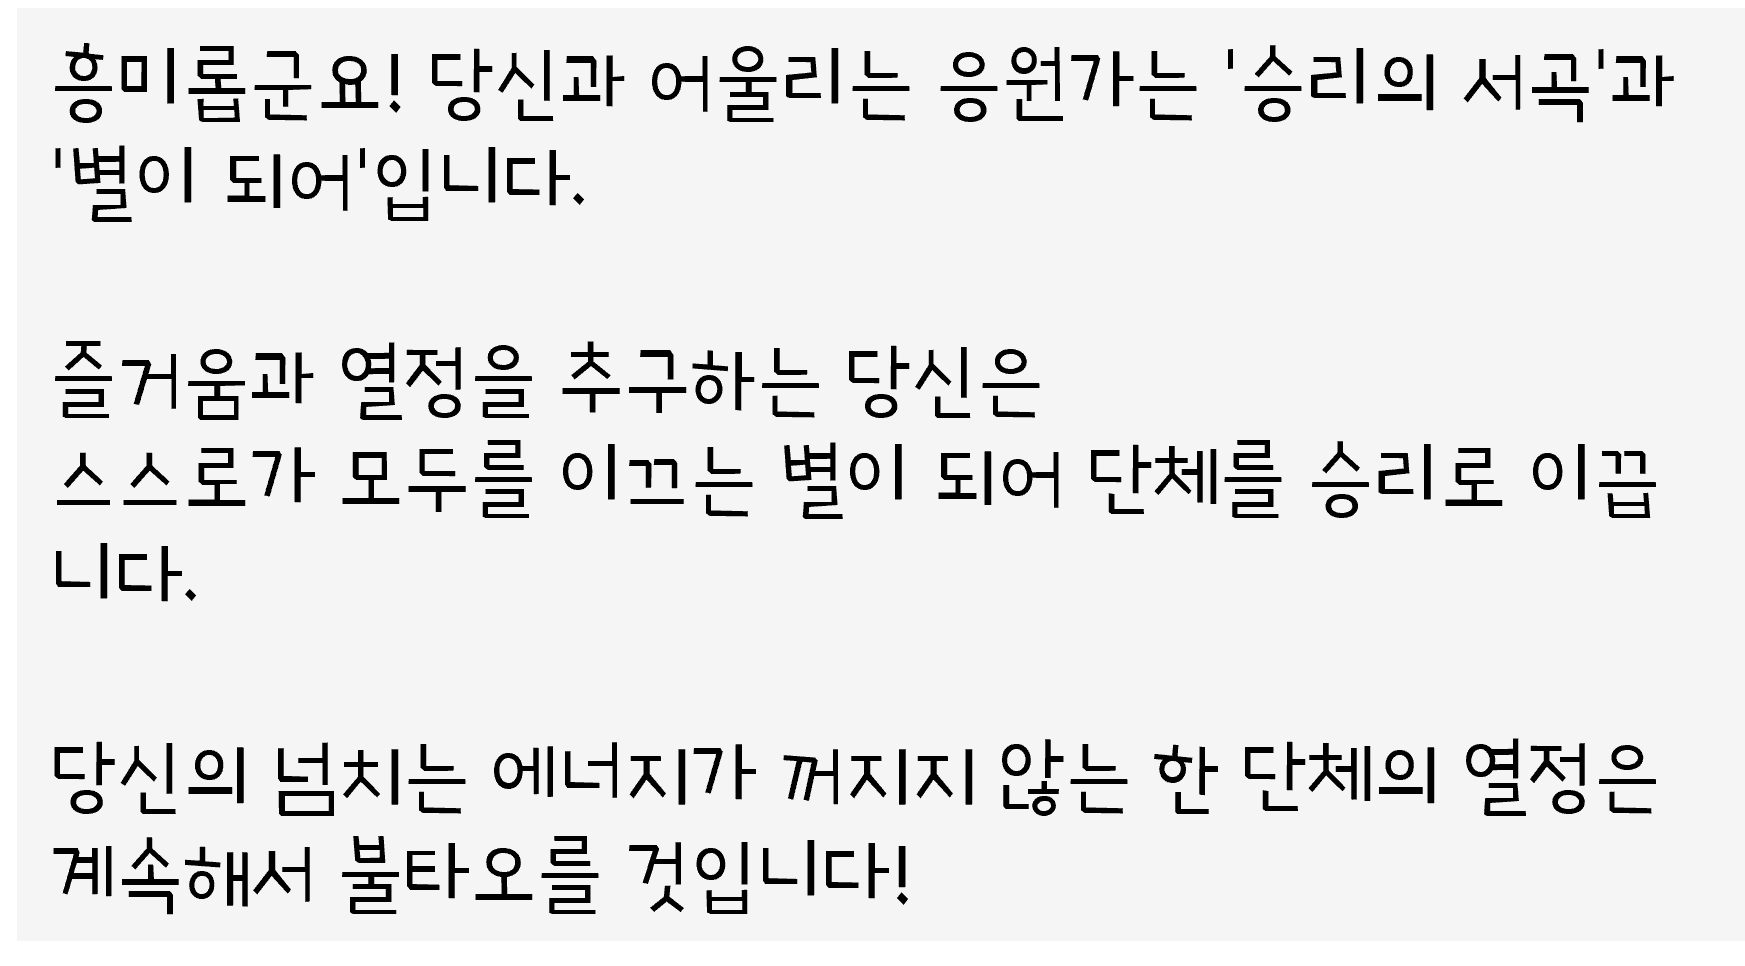 흥미롭군요! 당신과 어울리는 응원가는 '승리의 서곡'과
'별이 되어'입니다.
즐거움과 열정을 추구하는 당신은
스스로가 모두를 이끄는 별이 되어 단체를 승리로 이끕
니다.
당신의 넘치는 에너지가 꺼지지 않는 한 단체의 열정은
계속해서 불타오를 것입니다!